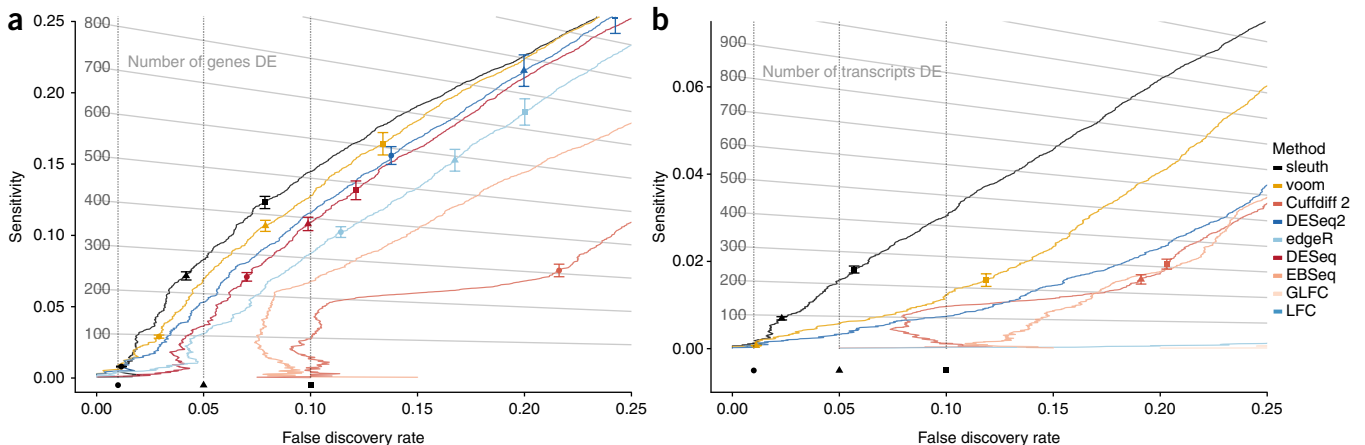 a
Sensitivity
0.25
0.20
0.15
0.10
0.05
0.00
800
700
600
500
400
300
200
100
Number of genes DE
0.00 0.05 0.10 0.15 0.20 0.25
False discovery rate
b
Sensitivity
0.06
0.04
0.02
0.00
900
800
700
600
500
400
300
200
100
Number of transcripts DE
0.00 0.05 0.10 0.15 0.20 0.25
False discovery rate
Method
sleuth
voom
Cuffdiff 2
DESeq2
edgeR
DESeq
EBSeq
GLFC
LFC